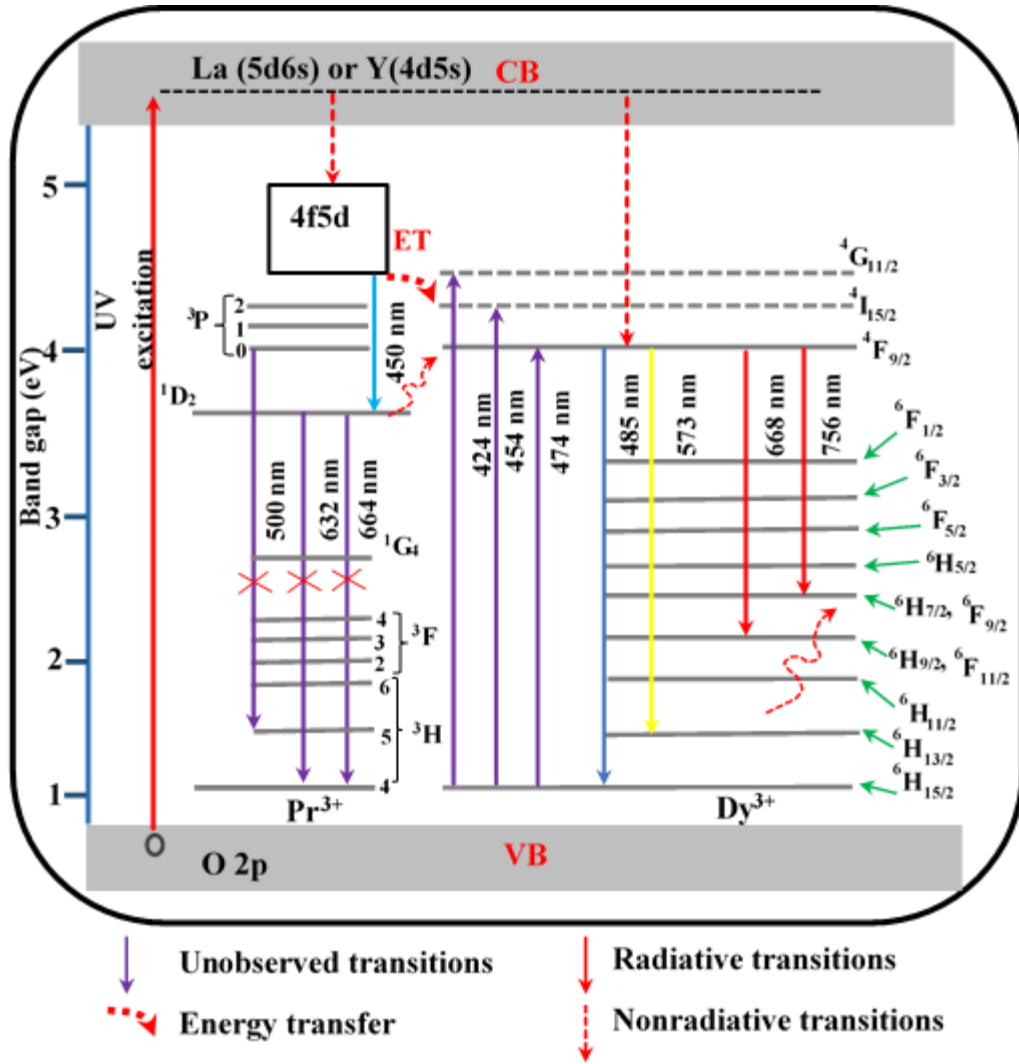 La (5d6s) or Y(4d5s) CB
5
4
3
2
1
Band gap (eV)
UV
excitation
4f5d
ET
³P
2
1
0
¹D₂
450 nm
500 nm
632 nm
664 nm
¹G₄
4
3
2
³F
6
5
4
³H
Pr³⁺
424 nm
454 nm
474 nm
485 nm
573 nm
668 nm
756 nm
⁴G₁₁/₂
⁴I₁₅/₂
⁴F₉/₂
⁶F₁/₂
⁶F₃/₂
⁶F₅/₂
⁶H₅/₂
⁶H₇/₂, ⁶F₉/₂
⁶H₉/₂, ⁶F₁₁/₂
⁶H₁₁/₂
⁶H₁₃/₂
⁶H₁₅/₂
Dy³⁺
O
O 2p
VB
Unobserved transitions
Radiative transitions
Energy transfer
Nonradiative transitions